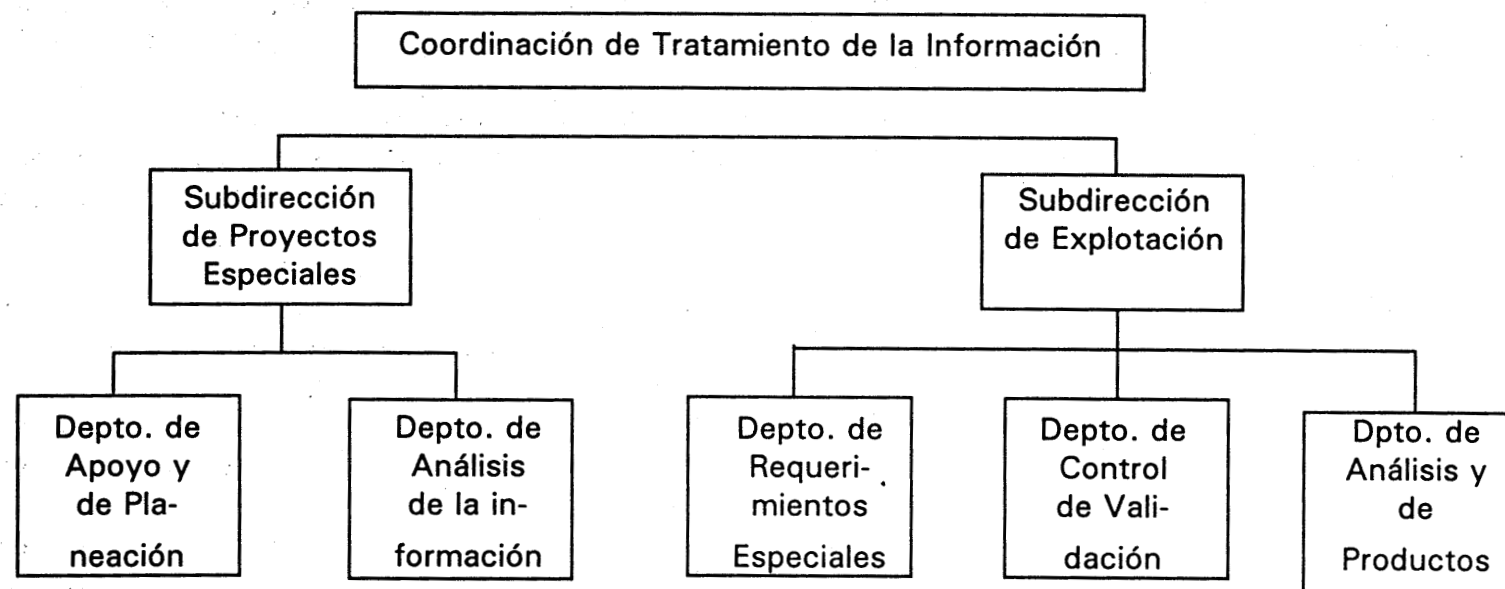 Coordinación de Tratamiento de la Información
Subdirección
de Proyectos
Especiales
Subdirección
de Explotación
Depto. de
Apoyo y
de Pla-
neación
Depto. de
Análisis
de la in-
formación
Depto. de
Requeri-
mientos
Especiales
Depto. de
Control
de Vali-
dación
Dpto. de
Análisis y
de
Productos